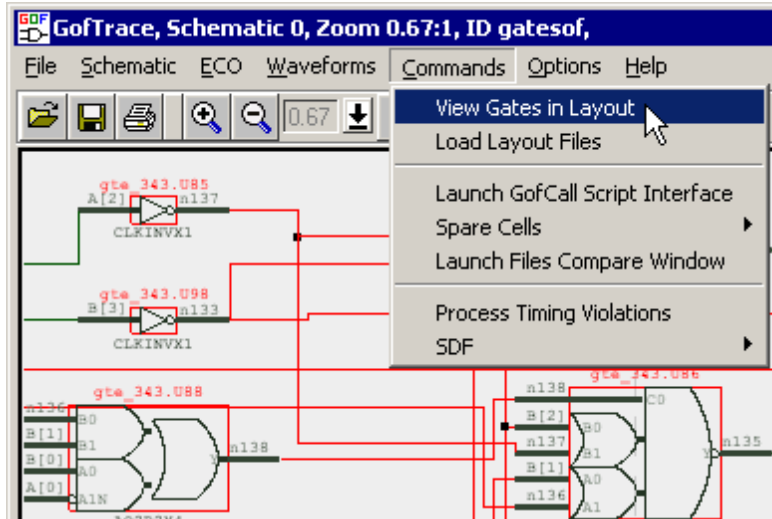 GOF GofTrace, Schematic 0, Zoom 0.67:1, ID gatesof,
File Schematic ECO Waveforms Commands Options Help
0.67
View Gates in Layout
Load Layout Files
Launch GofCall Script Interface
Spare Cells
Launch Files Compare Window
Process Timing Violations
SDF
gte_343.U85
A[2] n137
CLKINVX1
gte_343.U98
B[3] n133
CLKINVX1
gte_343.U88
n136
B0
B[1]
B1
n138
Y
B[0]
A0
A[0]
A1N
gte_343.U86
n138
C0
B[2]
B0
n137
B1
n135
Y
B[1]
A0
n136
A1